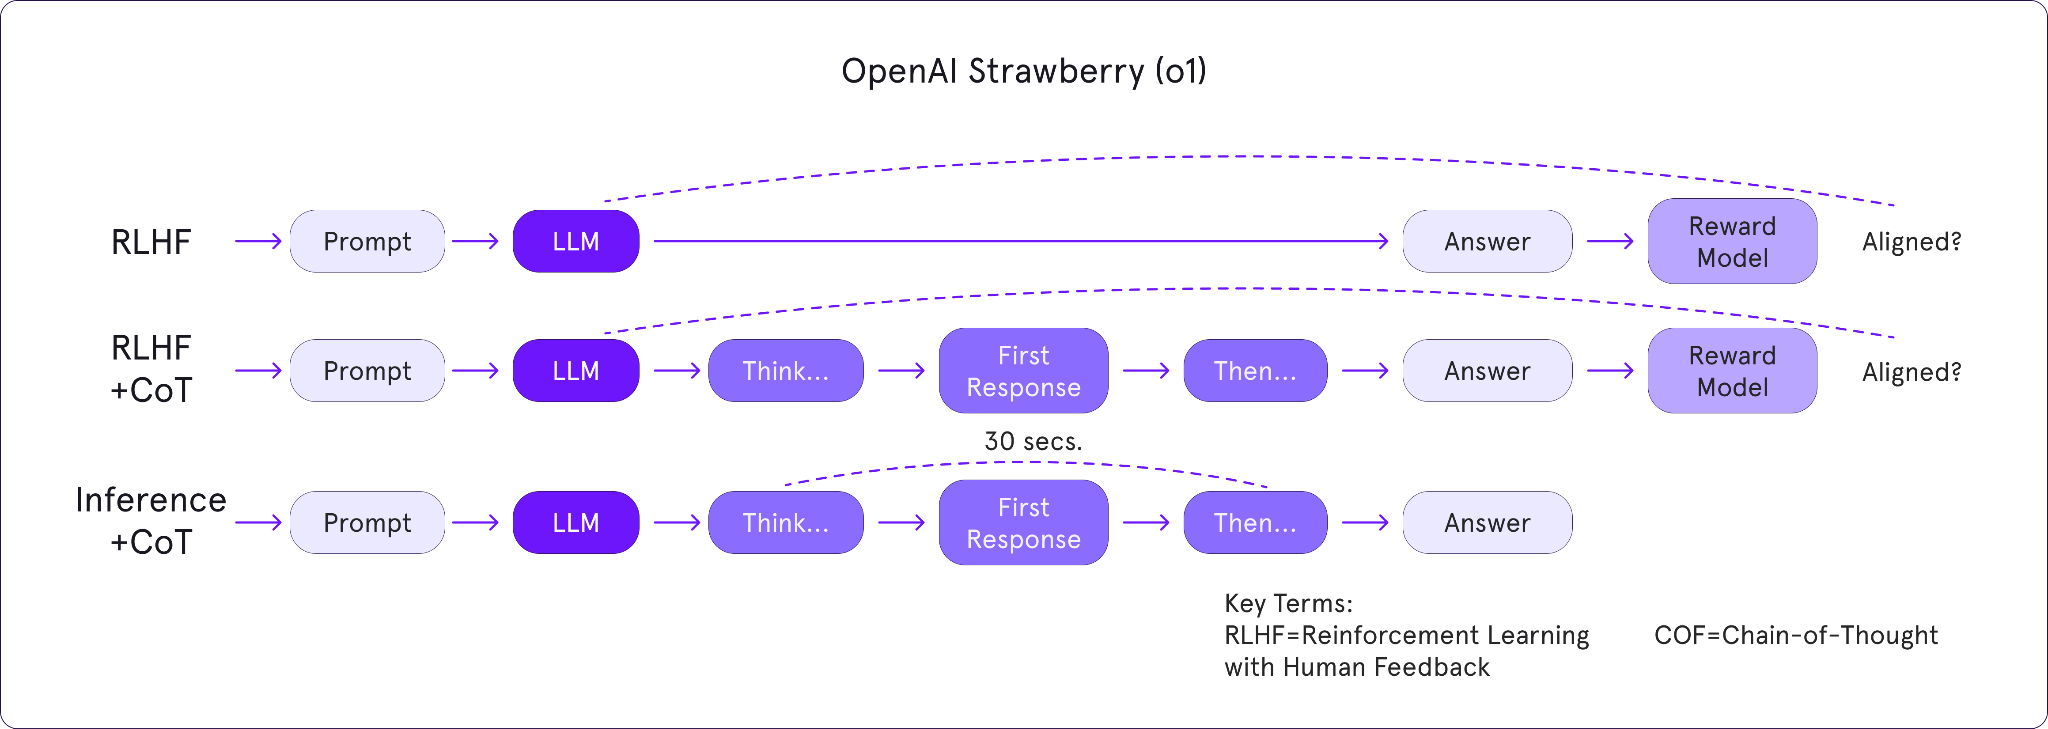 OpenAI Strawberry (o1)
RLHF
Prompt
LLM
Answer
Reward
Model
Aligned?
RLHF
+CoT
Prompt
LLM
Think...
First
Response
Then...
Answer
Reward
Model
Aligned?
30 secs.
Inference
+CoT
Prompt
LLM
Think...
First
Response
Then...
Answer
Key Terms:
RLHF=Reinforcement Learning
with Human Feedback
COF=Chain-of-Thought